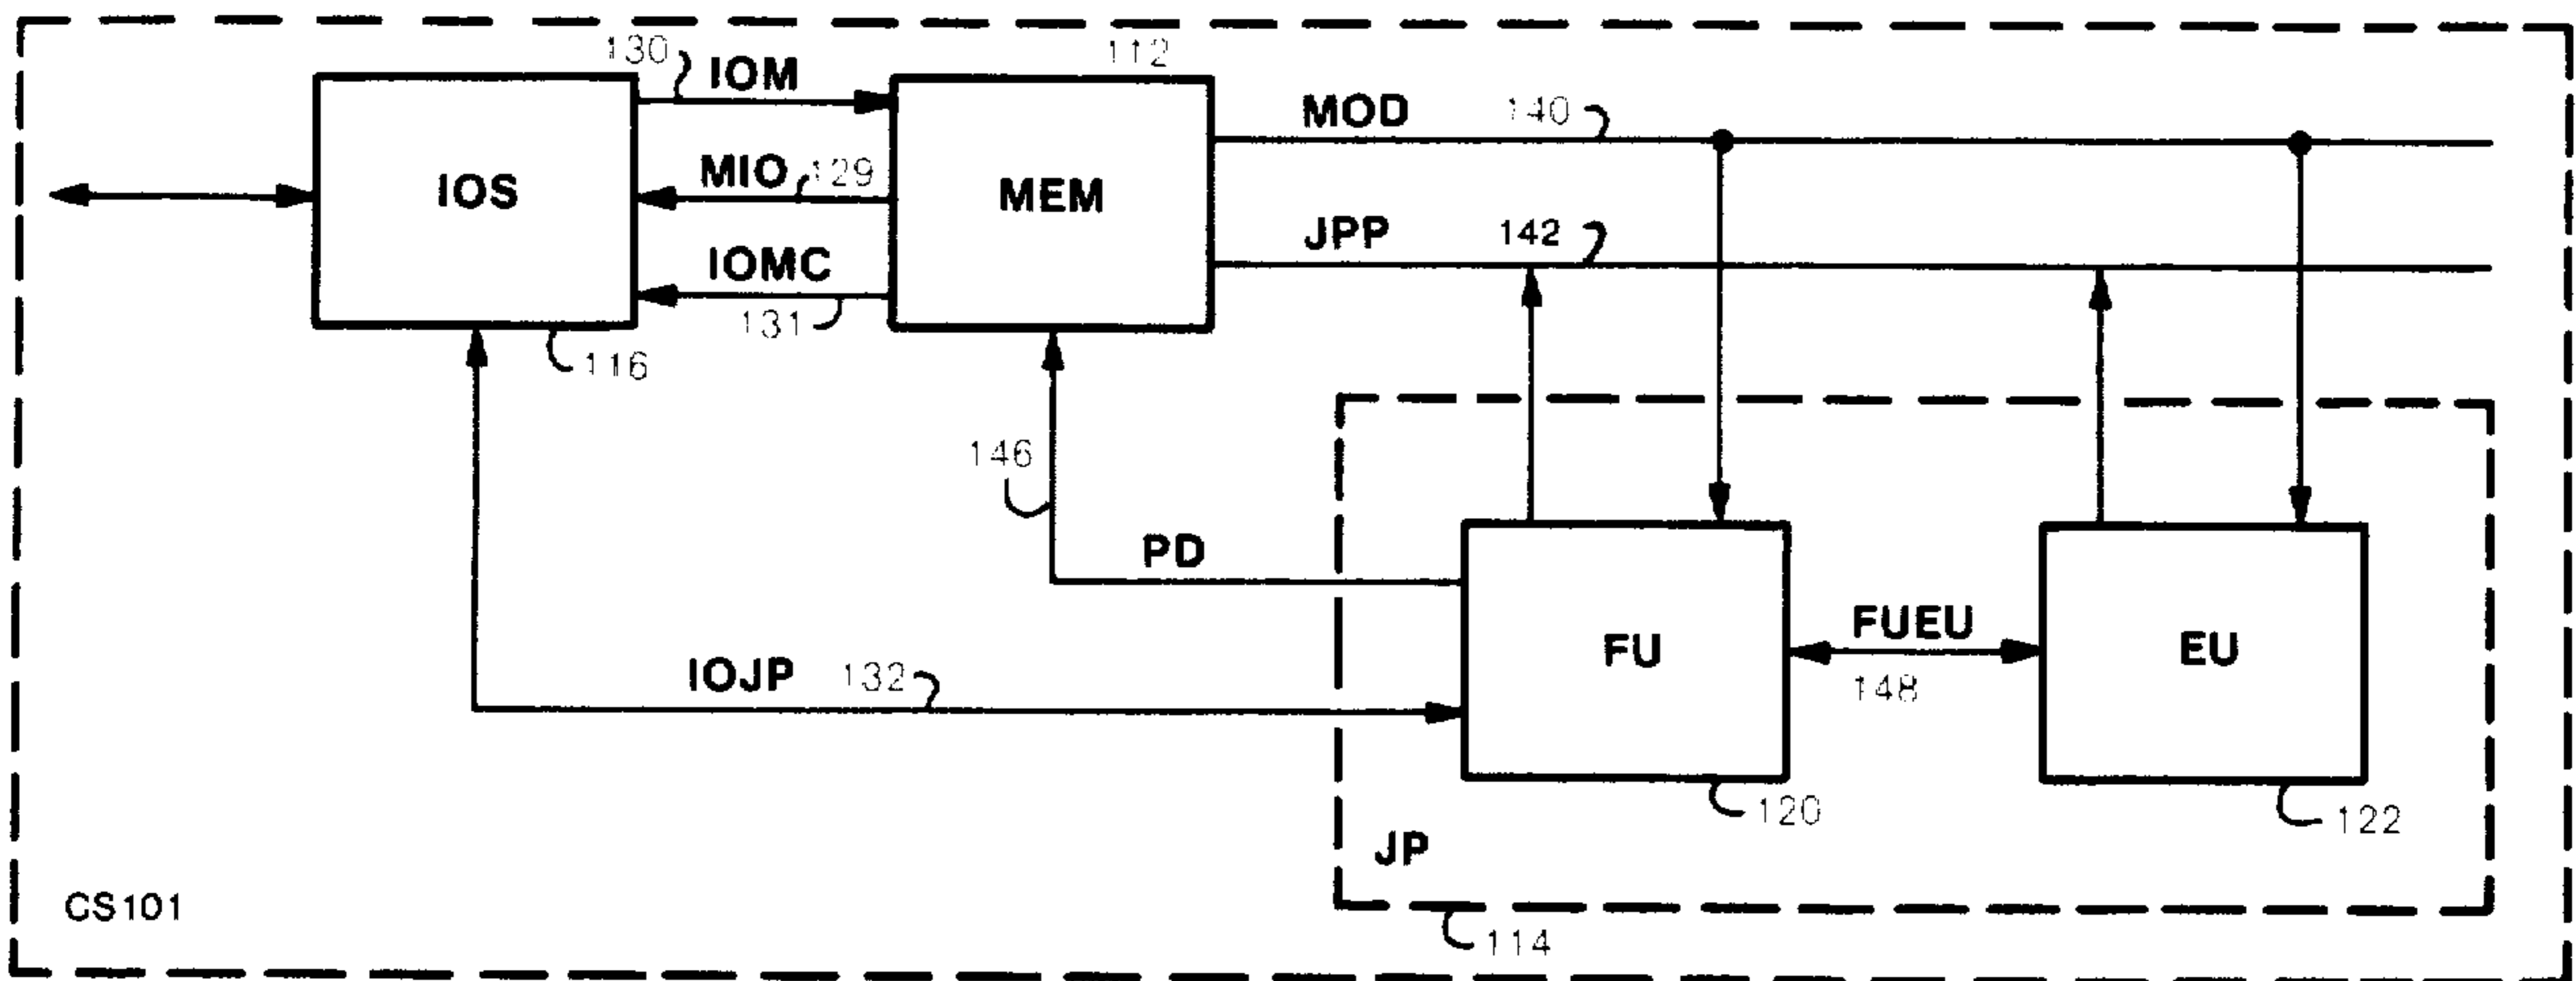 130
IOM
112
MOD
140
IOS
MIO
129
MEM
JPP
142
IOMC
131
116
146
PD
FU
FUEU
148
EU
IOJP
132
120
122
JP
CS101
114